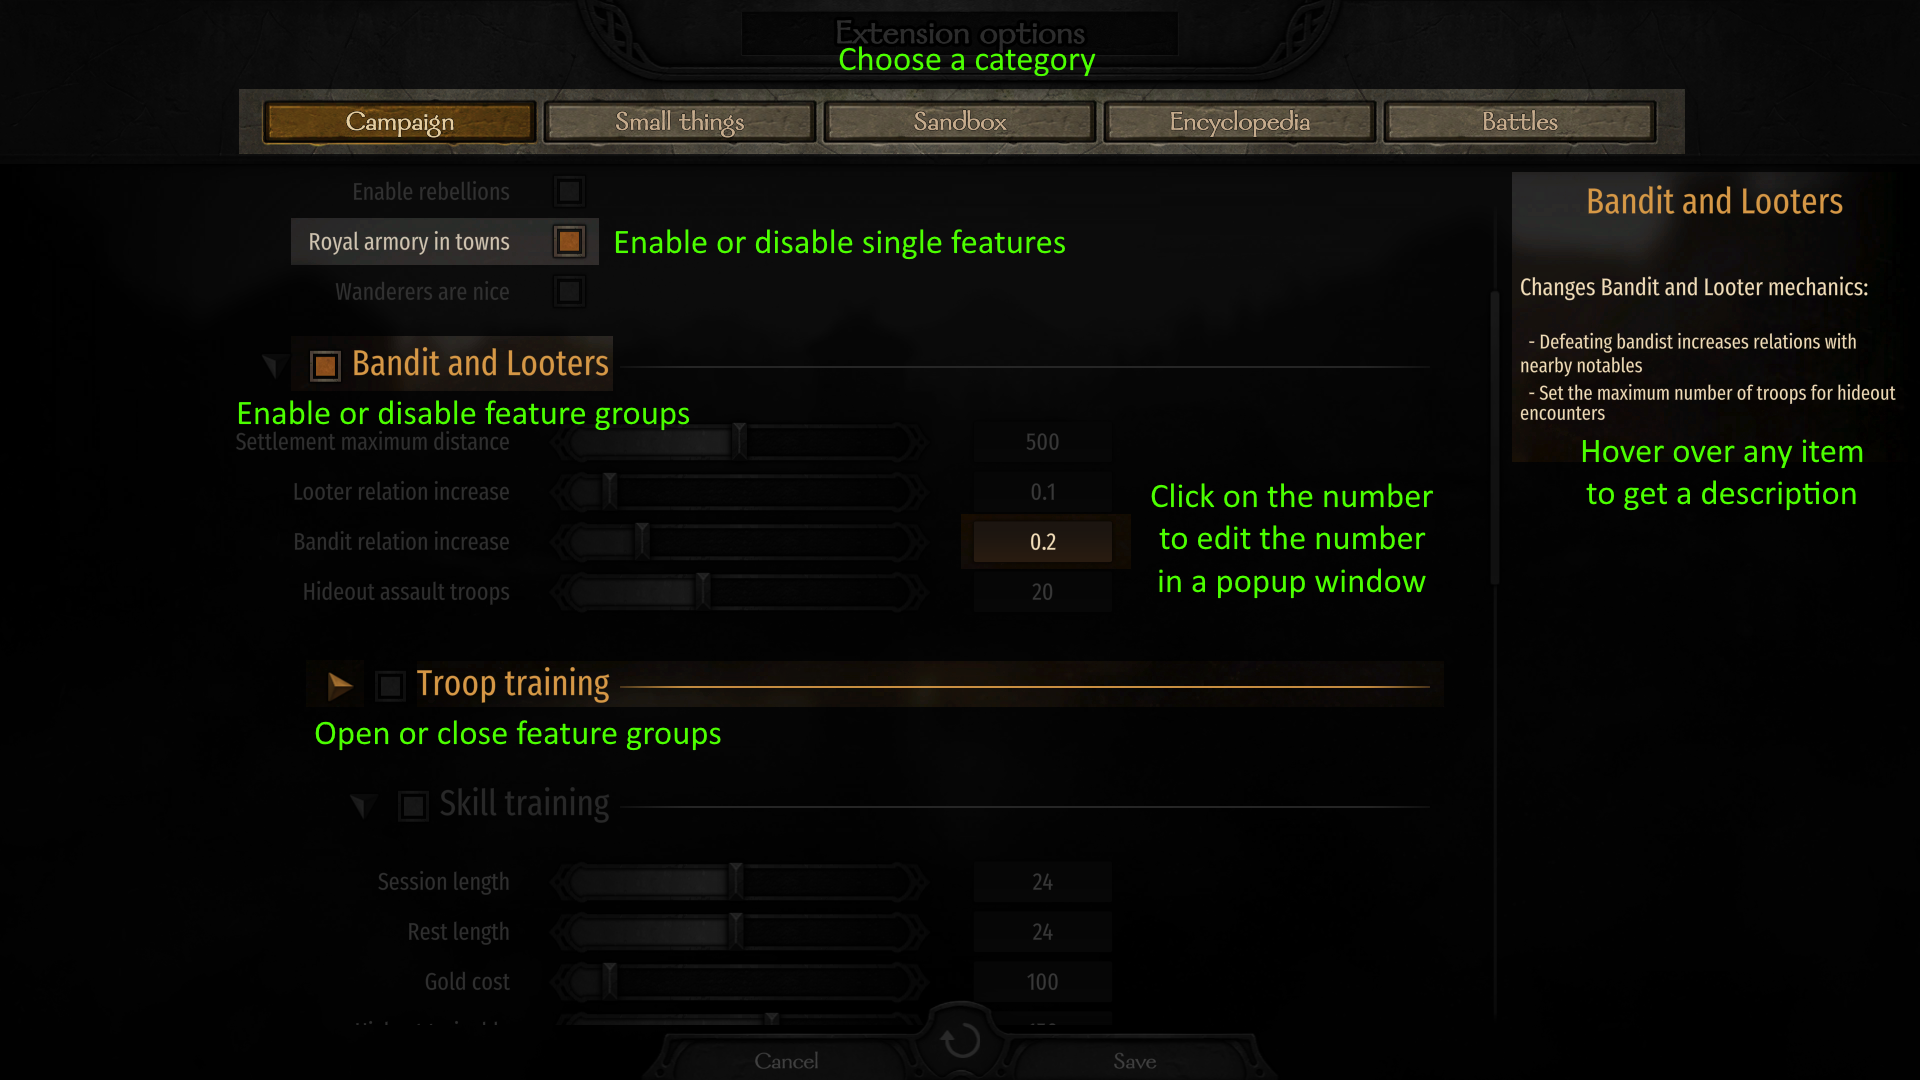 Extension options
Choose a category
Campaign
Small things
Sandbox
Encyclopedia
Battles
Enable rebellions
Royal armory in towns
Enable or disable single features
Wanderers are nice
Bandit and Looters
Enable or disable feature groups
Settlement maximum distance
500
Looter relation increase
0.1
Bandit relation increase
0.2
Hideout assault troops
20
Click on the number
to edit the number
in a popup window
Troop training
Open or close feature groups
Skill training
Session length
24
Rest length
24
Gold cost
100
Cancel
Save
Bandit and Looters
Changes Bandit and Looter mechanics:
- Defeating bandist increases relations with
nearby notables
- Set the maximum number of troops for hideout
encounters
Hover over any item
to get a description